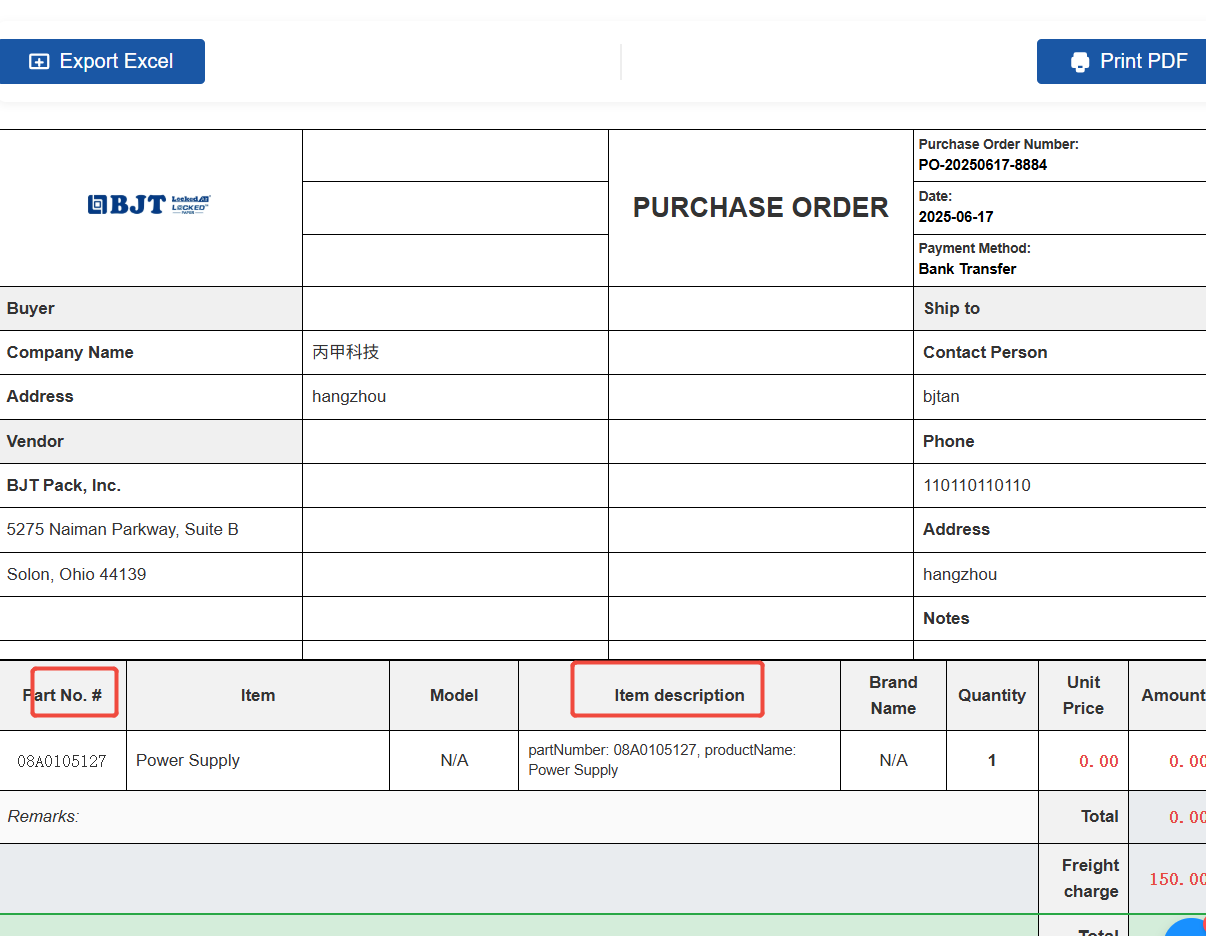 Export Excel
Print PDF
BJT
LOCKED
PURCHASE ORDER
Purchase Order Number:
PO-20250617-8884
Date:
2025-06-17
Payment Method:
Bank Transfer
Buyer
Ship to
Company Name
丙甲科技
Contact Person
Address
hangzhou
bjtan
Vendor
Phone
BJT Pack, Inc.
110110110110
5275 Naiman Parkway, Suite B
Address
Solon, Ohio 44139
hangzhou
Notes
Part No. #
Item
Model
Item description
Brand
Name
Quantity
Unit
Price
Amount
08A0105127
Power Supply
N/A
partNumber: 08A0105127, productName:
Power Supply
N/A
1
0.00
0.00
Remarks:
Total
0.00
Freight
charge
150.00
Total